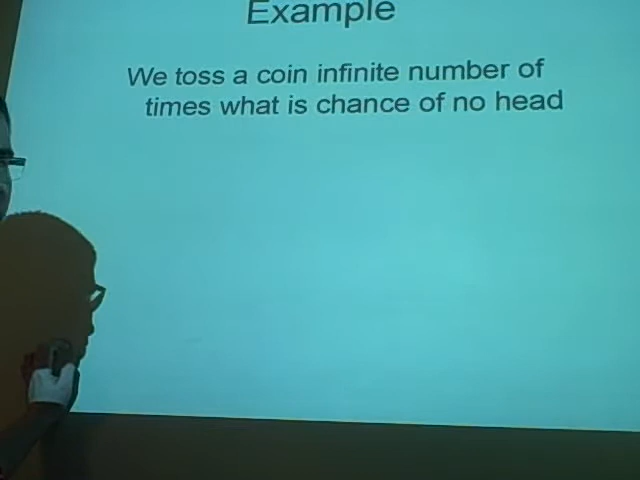 Example
We toss a coin infinite number of
times what is chance of no head